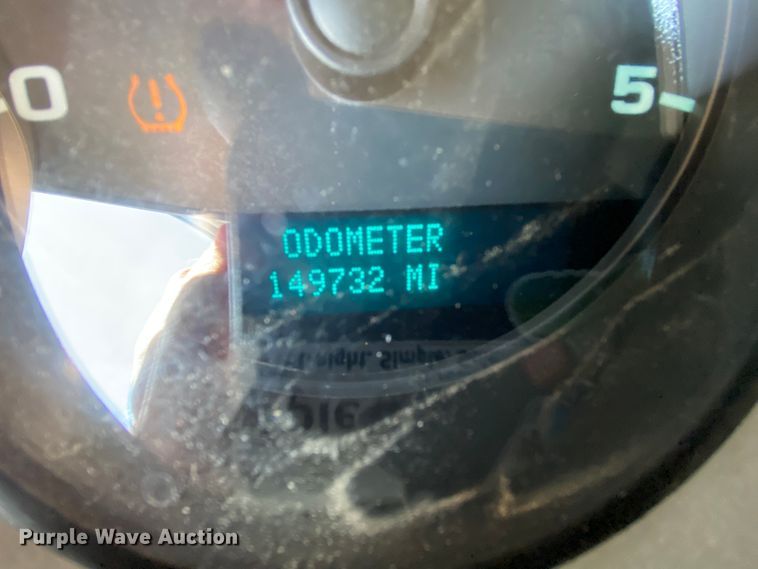 0
5
ODOMETER
149732 MI
Purple Wave Auction